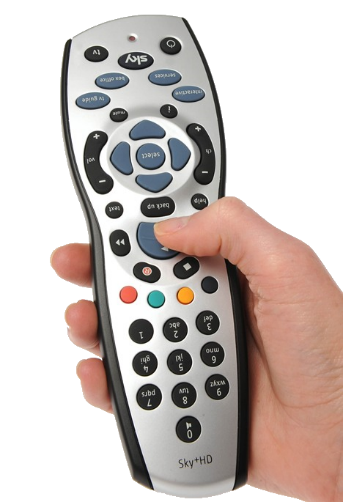 tv
sky
box office
services
tv guide
interactive
mute
i
+
vol
−
select
+
ch
−
text
back up
help
1
2 abc
3 def
4 ghi
5 jkl
6 mno
7 pqrs
8 tuv
9 wxyz
0
Sky+HD